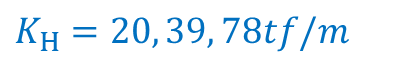 K_H = 20, 39, 78tf/m